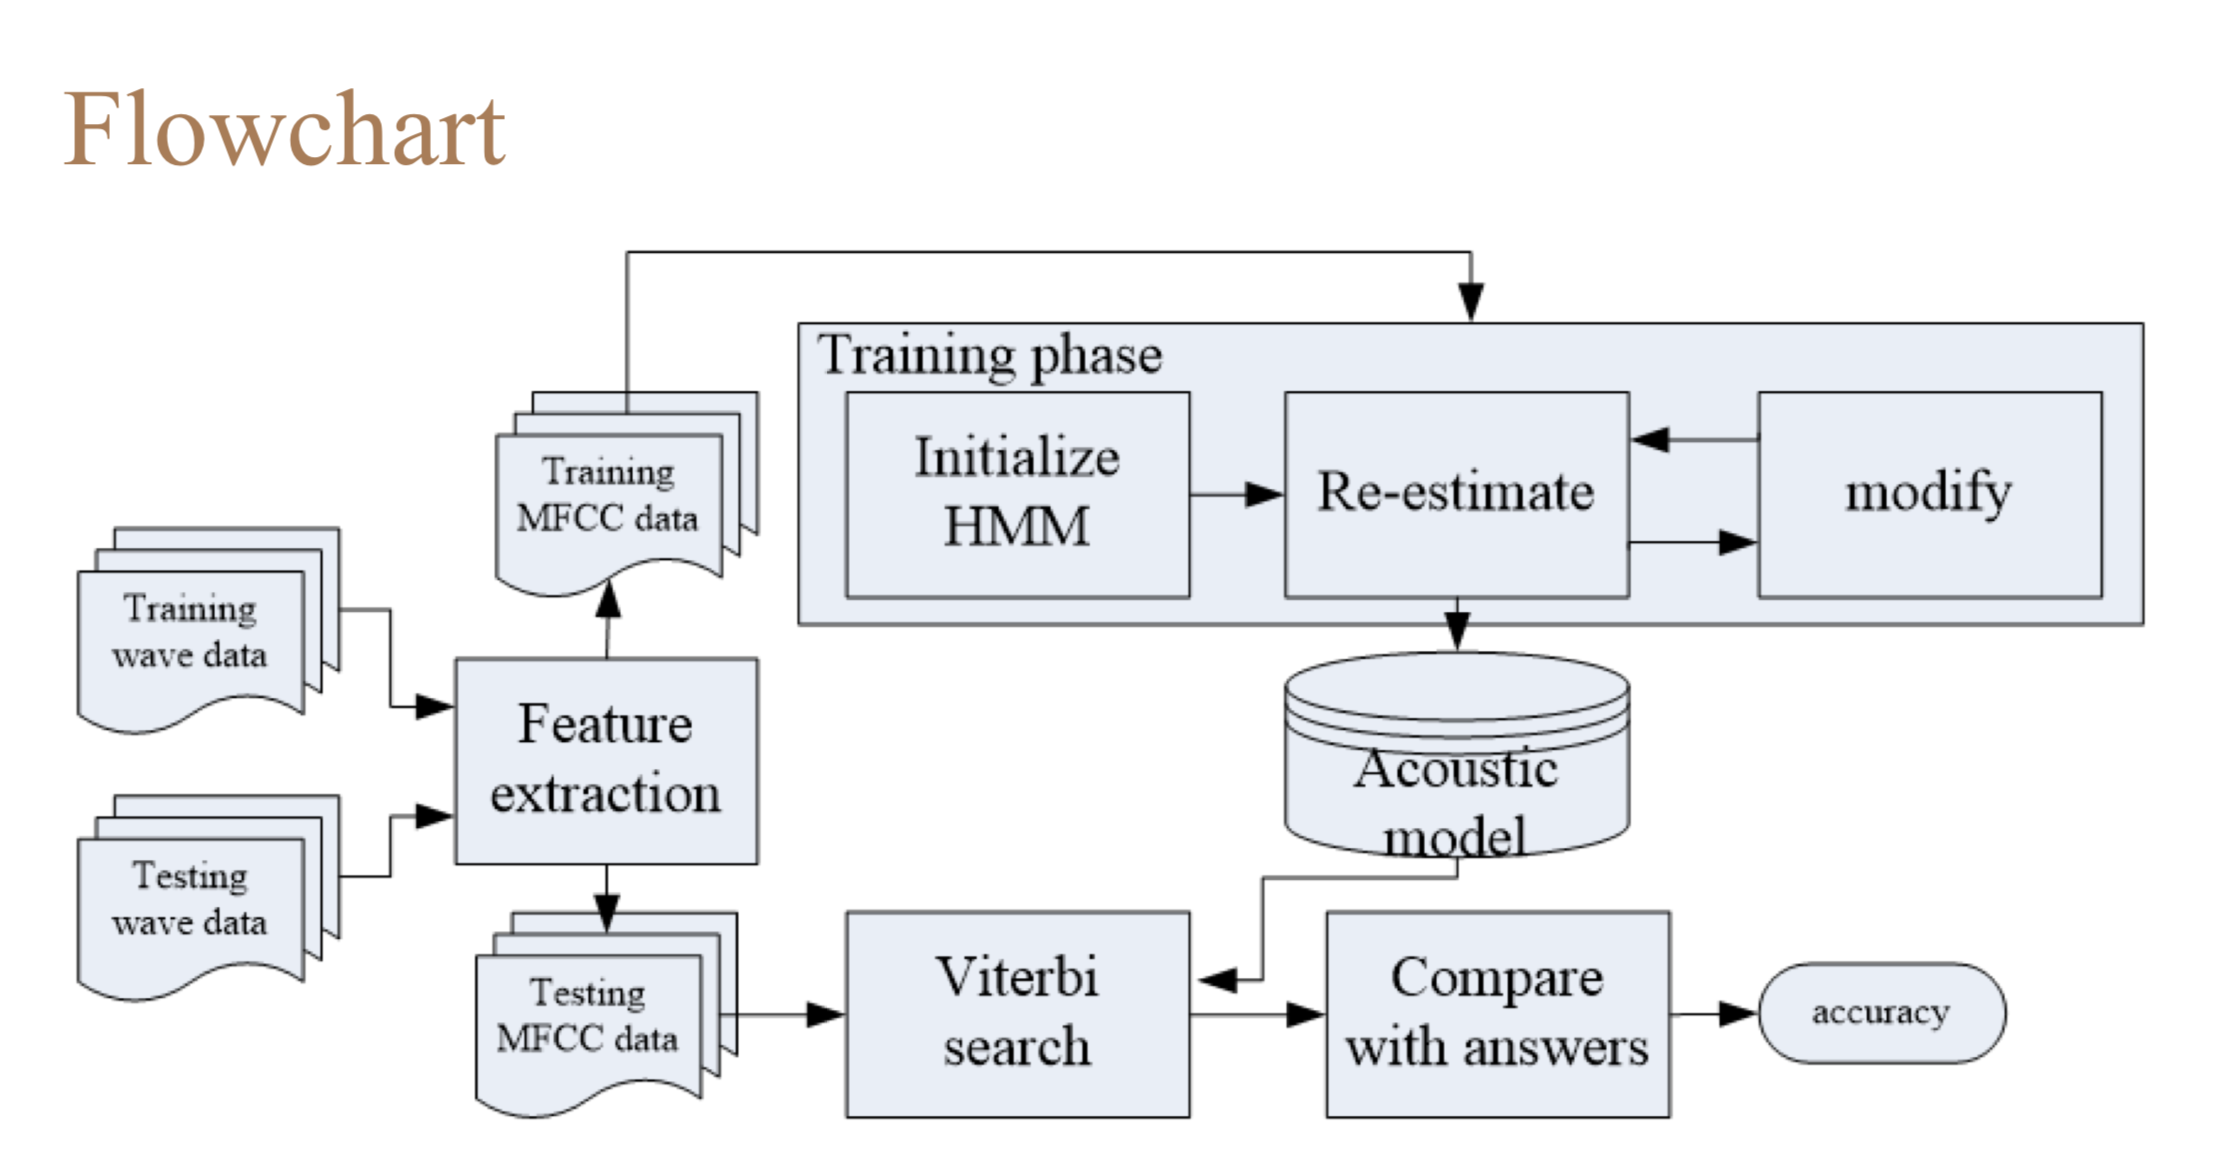 Flowchart
Training phase
Initialize
HMM
Re-estimate
modify
Training
MFCC data
Training
wave data
Feature
extraction
Testing
wave data
Acoustic
model
Testing
MFCC data
Viterbi
search
Compare
with answers
accuracy